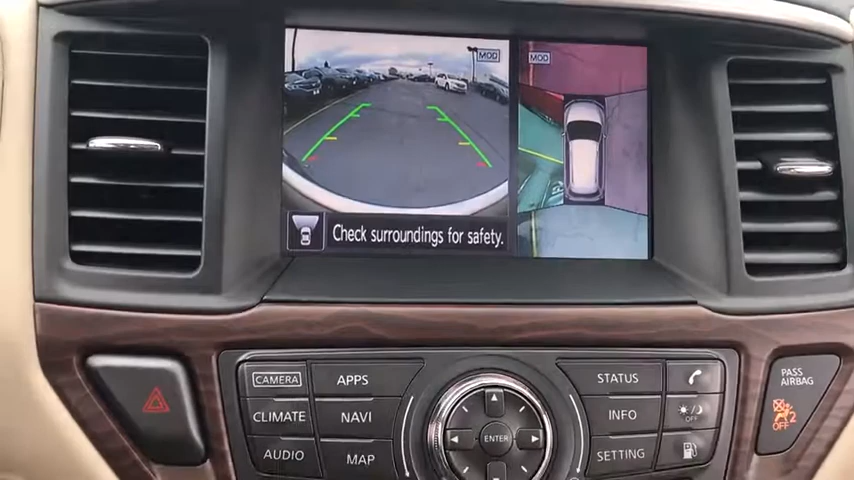 MOD
MOD
Check surroundings for safety.
CAMERA
APPS
STATUS
PASS
AIRBAG
CLIMATE
NAVI
INFO
OFF
OFF
AUDIO
MAP
ENTER
SETTING